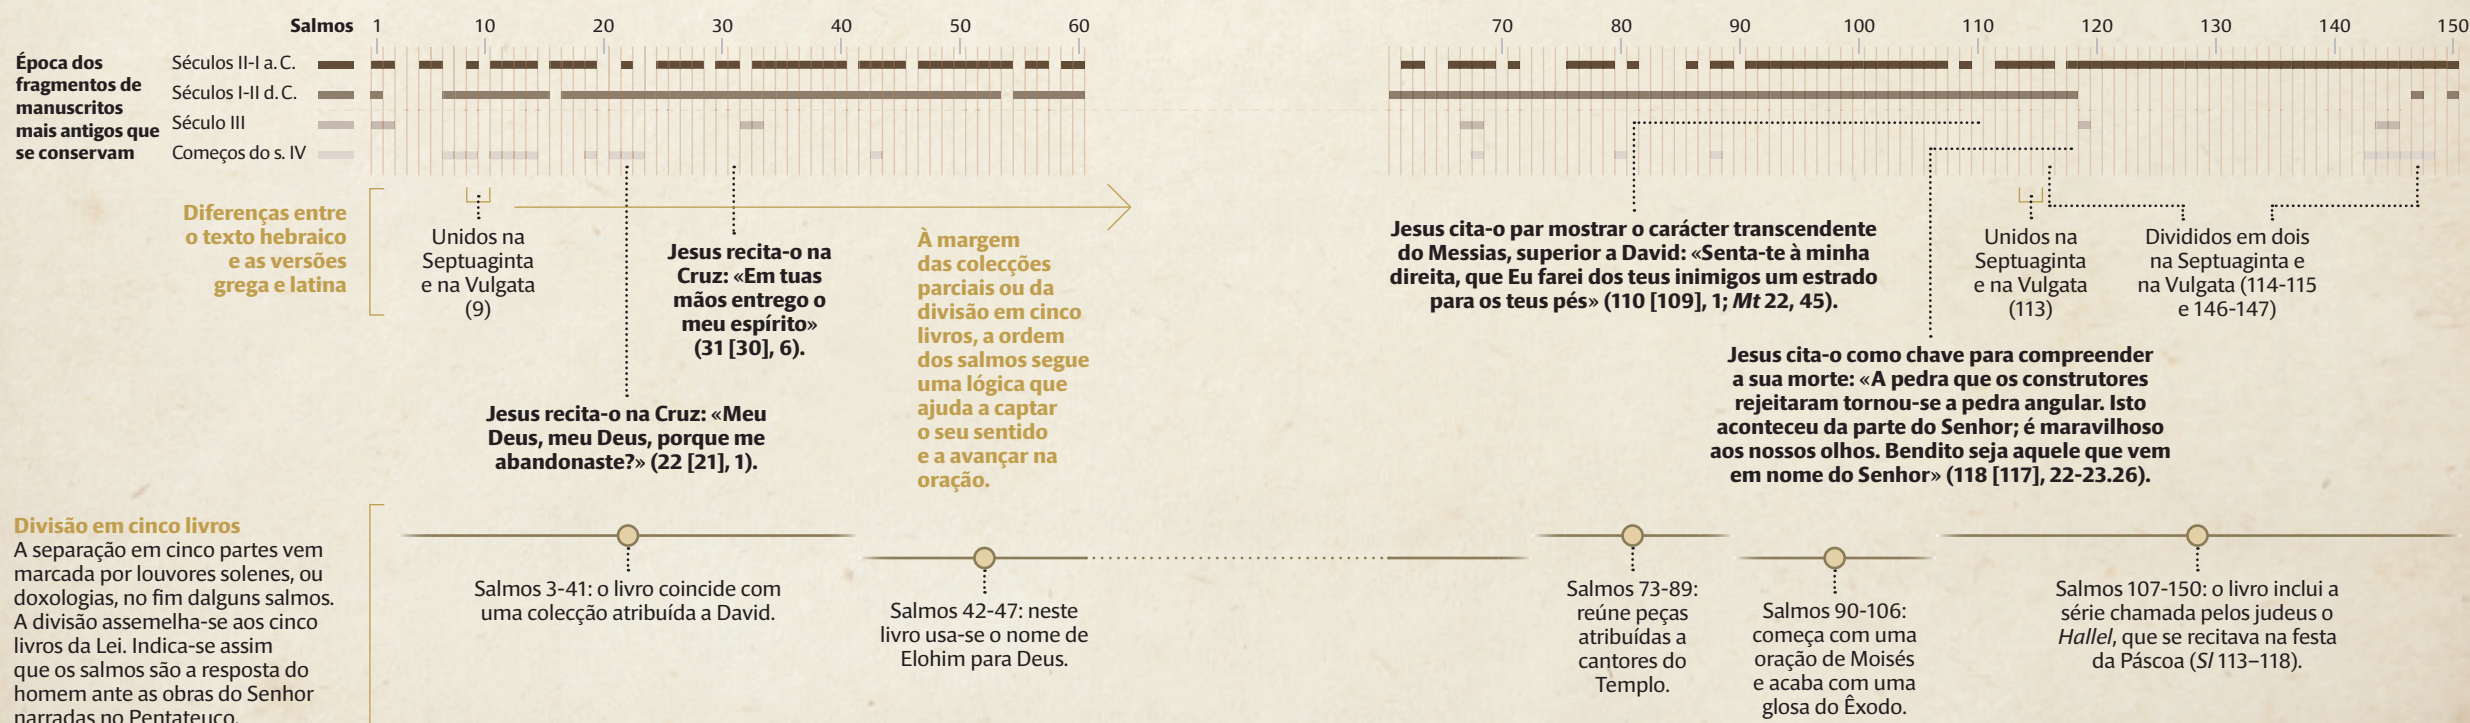 Salmos 1 10 20 30 40 50 60 70 80 90 100 110 120 130 140 150
Época dos
fragmentos de
manuscritos
mais antigos que
se conservam
Séculos II-I a. C.
Séculos I-II d. C.
Século III
Começos do s. IV
Diferenças entre
o texto hebraico
e as versões
grega e latina
Unidos na
Septuaginta
e na Vulgata
(9)
Jesus recita-o na
Cruz: «Em tuas
mãos entrego o
meu espírito»
(31 [30], 6).
Jesus recita-o na Cruz: «Meu
Deus, meu Deus, porque me
abandonaste?» (22 [21], 1).
À margem
das colecções
parciais ou da
divisão em cinco
livros, a ordem
dos salmos segue
uma lógica que
ajuda a captar
o seu sentido
e a avançar na
oração.
Jesus cita-o par mostrar o carácter transcendente
do Messias, superior a David: «Senta-te à minha
direita, que Eu farei dos teus inimigos um estrado
para os teus pés» (110 [109], 1; Mt 22, 45).
Unidos na
Septuaginta
e na Vulgata
(113)
Divididos em dois
na Septuaginta e
na Vulgata (114-115
e 146-147)
Jesus cita-o como chave para compreender
a sua morte: «A pedra que os construtores
rejeitaram tornou-se a pedra angular. Isto
aconteceu da parte do Senhor; é maravilhoso
aos nossos olhos. Bendito seja aquele que vem
em nome do Senhor» (118 [117], 22-23.26).
Divisão em cinco livros
A separação em cinco partes vem
marcada por louvores solenes, ou
doxologias, no fim dalguns salmos.
A divisão assemelha-se aos cinco
livros da Lei. Indica-se assim
que os salmos são a resposta do
homem ante as obras do Senhor
narradas no Pentateuco.
Salmos 3-41: o livro coincide com
uma colecção atribuída a David.
Salmos 42-47: neste
livro usa-se o nome de
Elohim para Deus.
Salmos 73-89:
reúne peças
atribuídas a
cantores do
Templo.
Salmos 90-106:
começa com uma
oração de Moisés
e acaba com uma
glosa do Êxodo.
Salmos 107-150: o livro inclui a
série chamada pelos judeus o
Hallel, que se recitava na festa
da Páscoa (Sl 113–118).